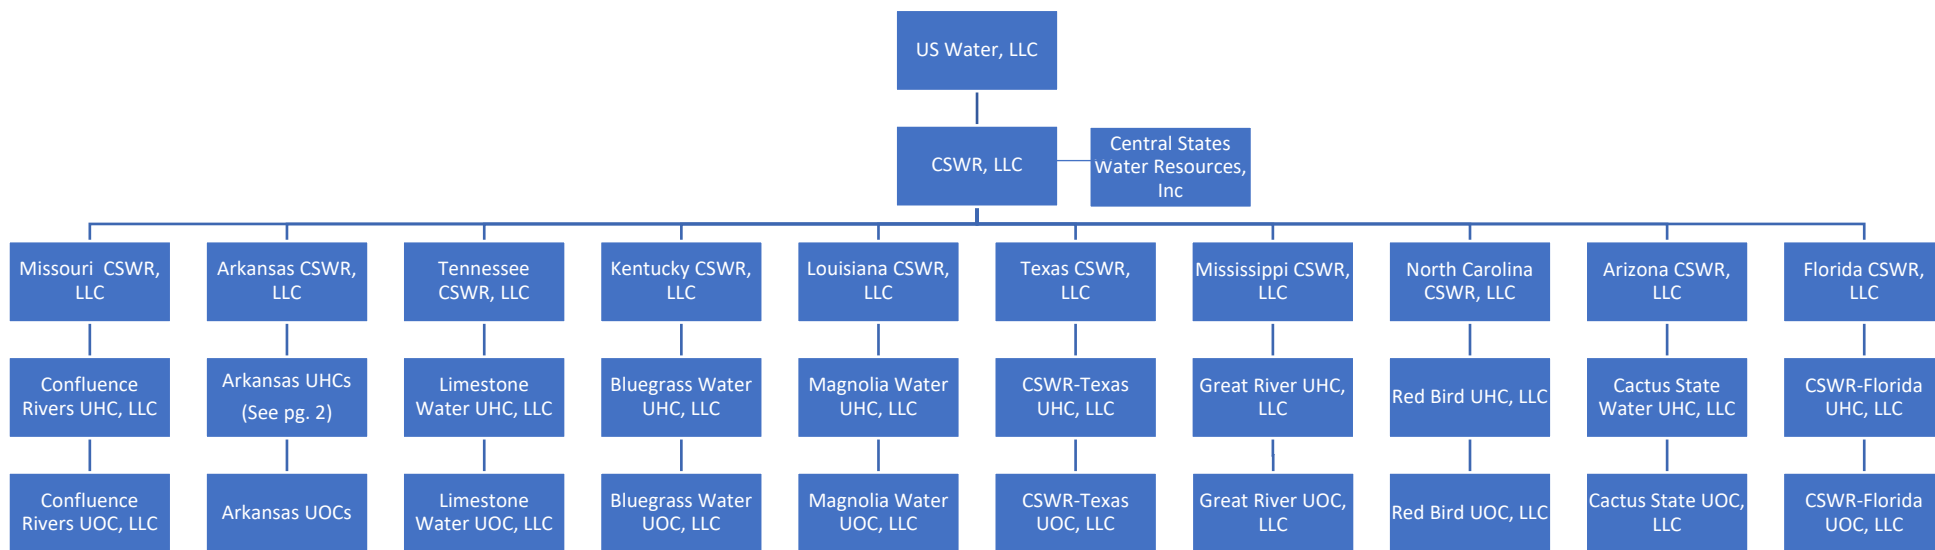 US Water, LLC
CSWR, LLC
Central States
Water Resources,
Inc
Missouri  CSWR,
LLC
Arkansas CSWR,
LLC
Tennessee
CSWR, LLC
Kentucky CSWR,
LLC
Louisiana CSWR,
LLC
Texas CSWR,
LLC
Mississippi CSWR,
LLC
North Carolina
CSWR, LLC
Arizona CSWR,
LLC
Florida CSWR,
LLC
Confluence
Rivers UHC, LLC
Arkansas UHCs
(See pg. 2)
Limestone
Water UHC, LLC
Bluegrass Water
UHC, LLC
Magnolia Water
UHC, LLC
CSWR-Texas
UHC, LLC
Great River UHC,
LLC
Red Bird UHC, LLC
Cactus State
Water UHC, LLC
CSWR-Florida
UHC, LLC
Confluence
Rivers UOC, LLC
Arkansas UOCs
Limestone
Water UOC, LLC
Bluegrass Water
UOC, LLC
Magnolia Water
UOC, LLC
CSWR-Texas
UOC, LLC
Great River UOC,
LLC
Red Bird UOC, LLC
Cactus State UOC,
LLC
CSWR-Florida
UOC, LLC